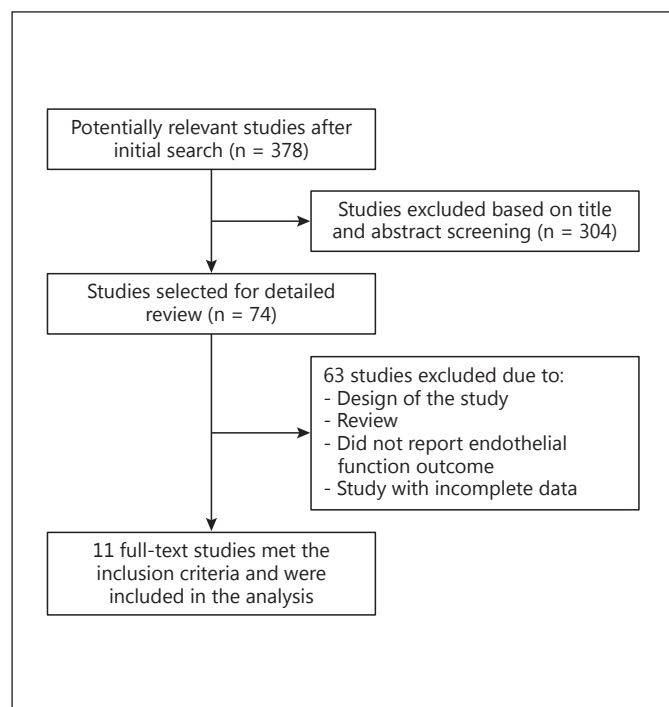 Potentially relevant studies after
initial search (n = 378)
Studies excluded based on title
and abstract screening (n = 304)
Studies selected for detailed
review (n = 74)
63 studies excluded due to:
- Design of the study
- Review
- Did not report endothelial
function outcome
- Study with incomplete data
11 full-text studies met the
inclusion criteria and were
included in the analysis